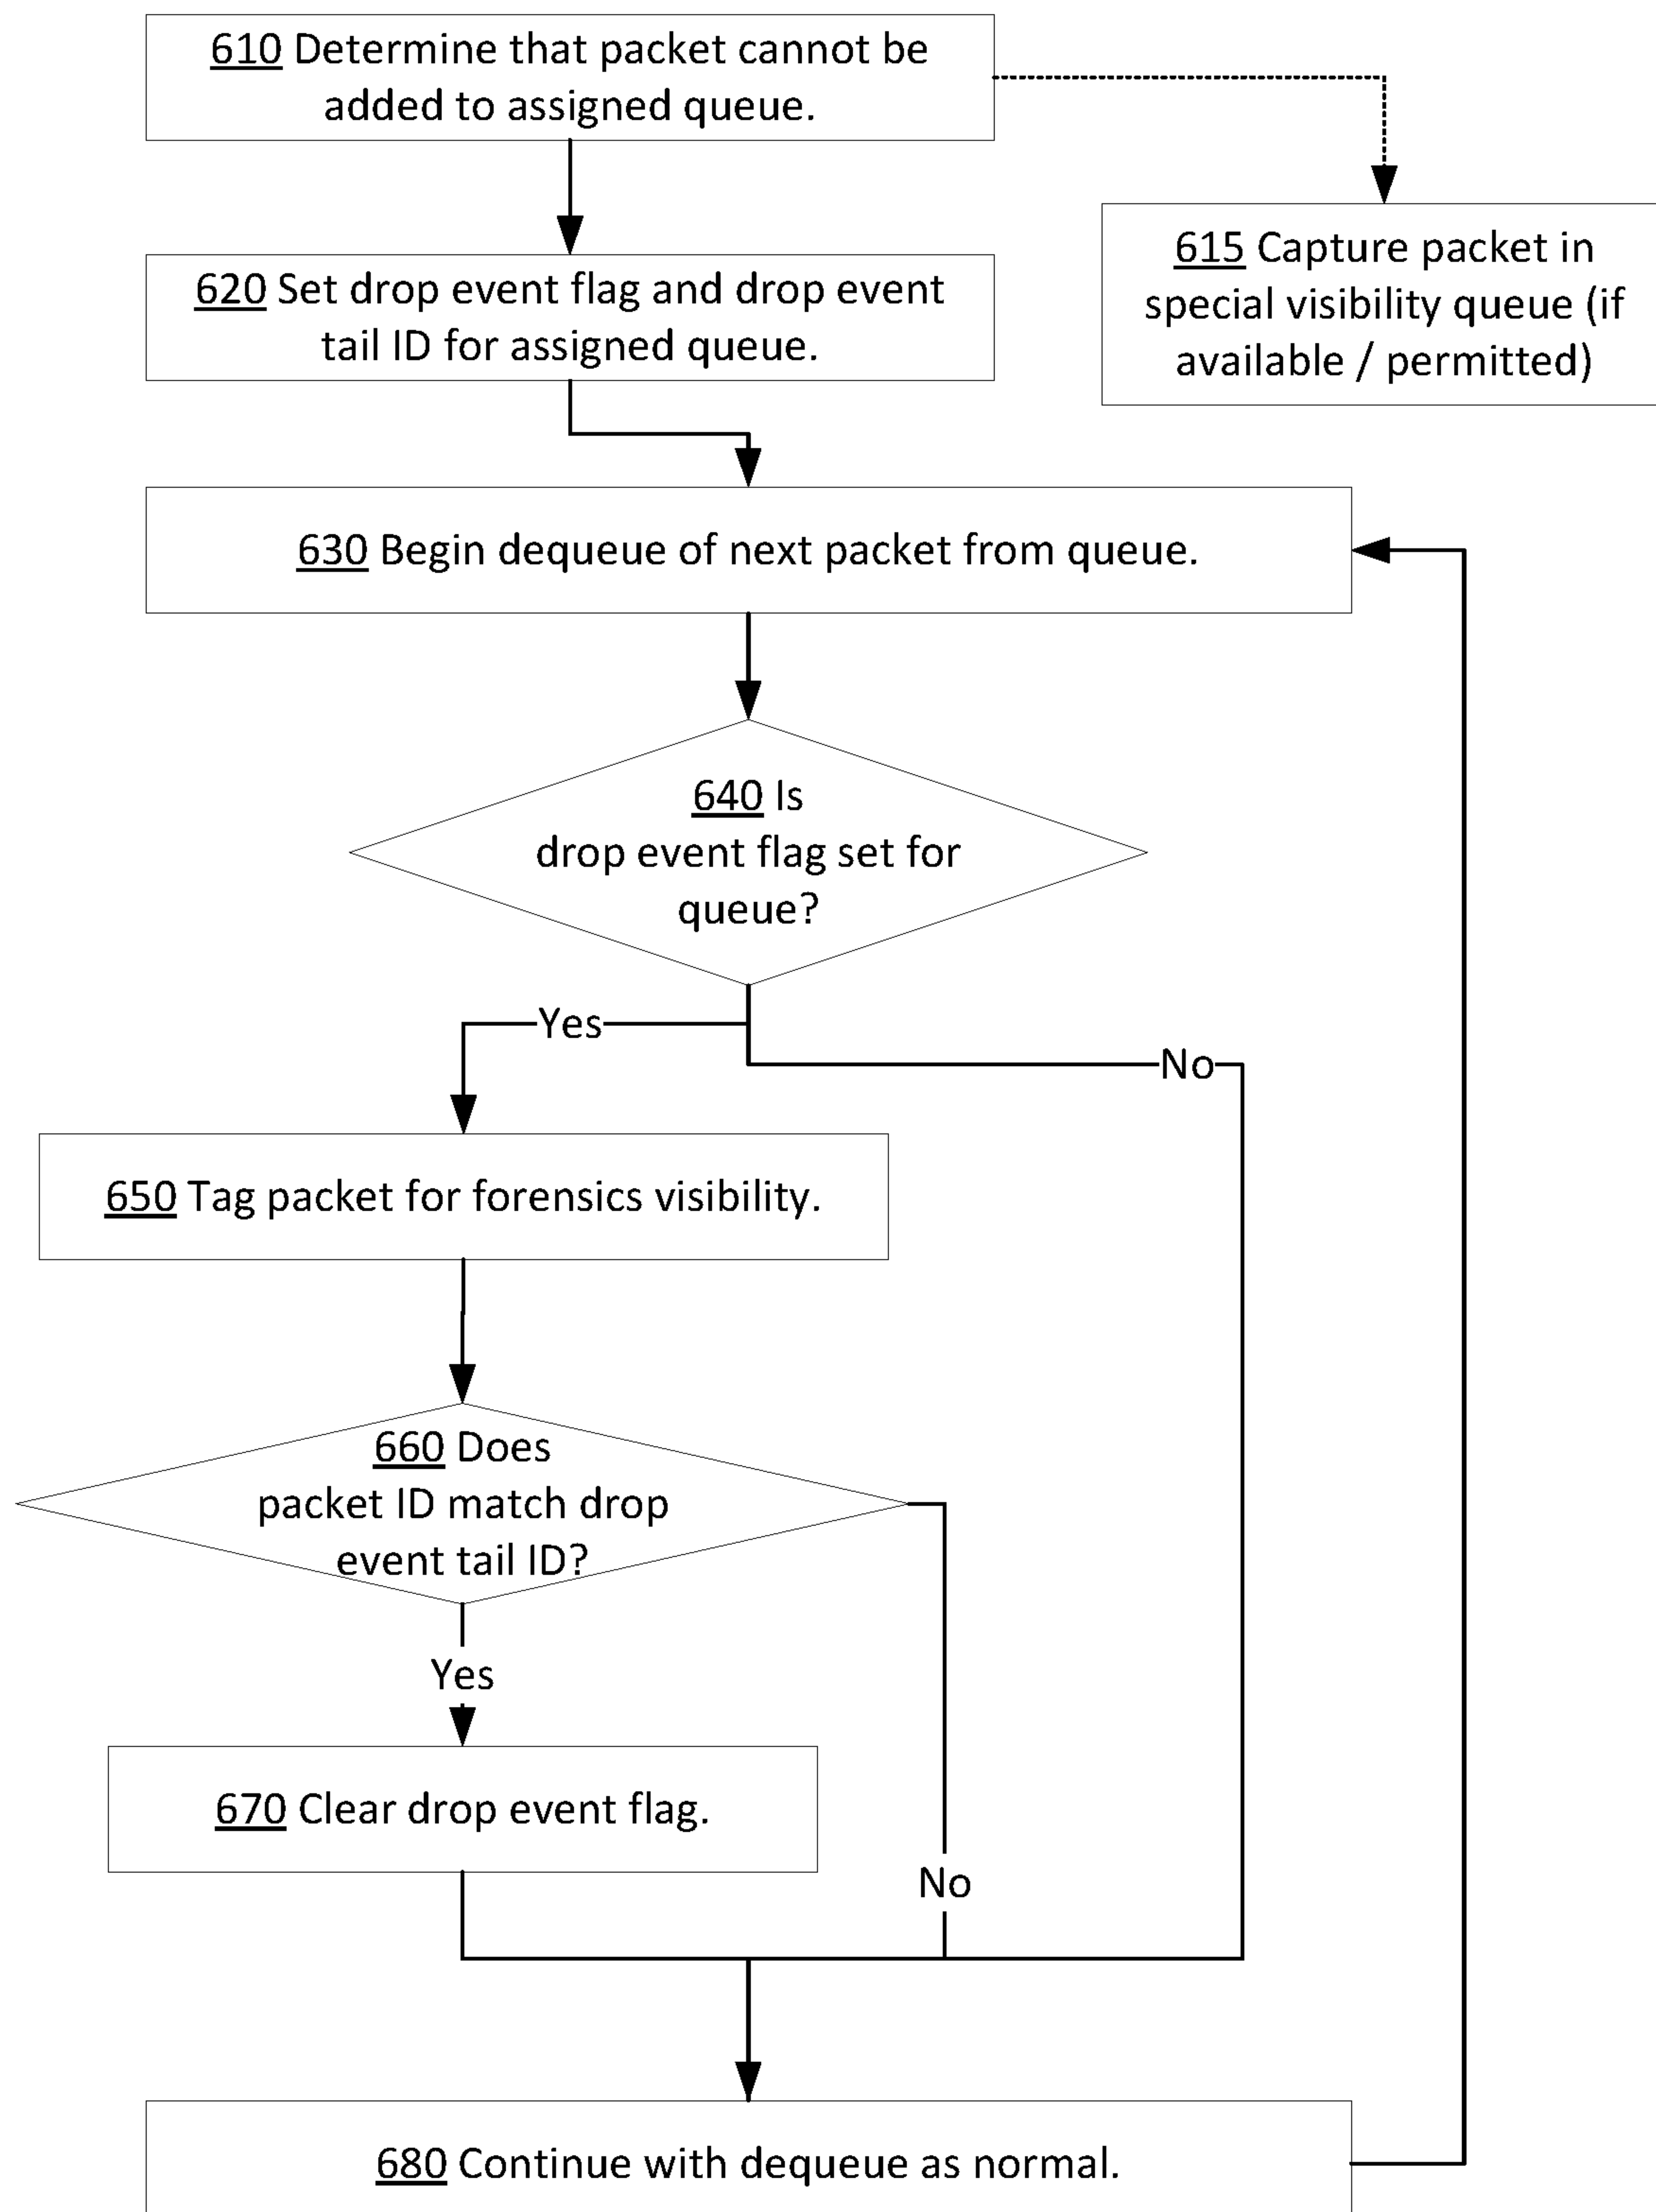 610 Determine that packet cannot be
added to assigned queue.
615 Capture packet in
special visibility queue (if
available / permitted)
620 Set drop event flag and drop event
tail ID for assigned queue.
630 Begin dequeue of next packet from queue.
640 Is
drop event flag set for
queue?
Yes
No
650 Tag packet for forensics visibility.
660 Does
packet ID match drop
event tail ID?
Yes
670 Clear drop event flag.
No
680 Continue with dequeue as normal.